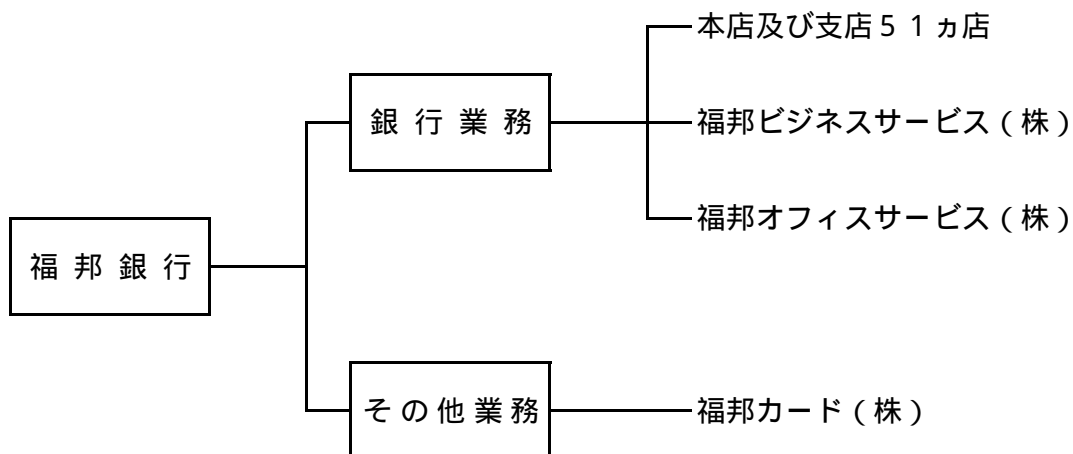 本店及び支店５１ヵ店
銀行業務
福邦ビジネスサービス（株）
福邦オフィスサービス（株）
福邦銀行
その他業務
福邦カード（株）